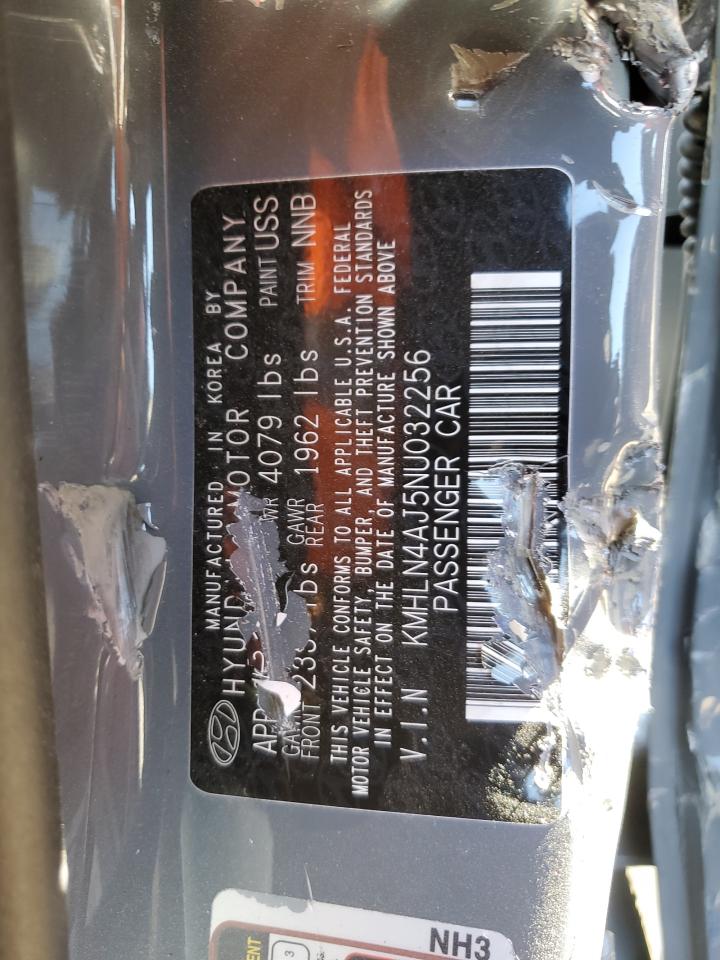 MANUFACTURED IN KOREA BY
MOTOR COMPANY
4079 lbs PAINT USS
GAWR
FRONT lbs GAWR REAR 1962 lbs TRIM NNB
THIS VEHICLE CONFORMS TO ALL APPLICABLE U.S.A. FEDERAL
MOTOR VEHICLE SAFETY, BUMPER, AND THEFT PREVENTION STANDARDS
IN EFFECT ON THE DATE OF MANUFACTURE SHOWN ABOVE
V.I.N KMHLN4AJ5NU032256
PASSENGER CAR
NH3